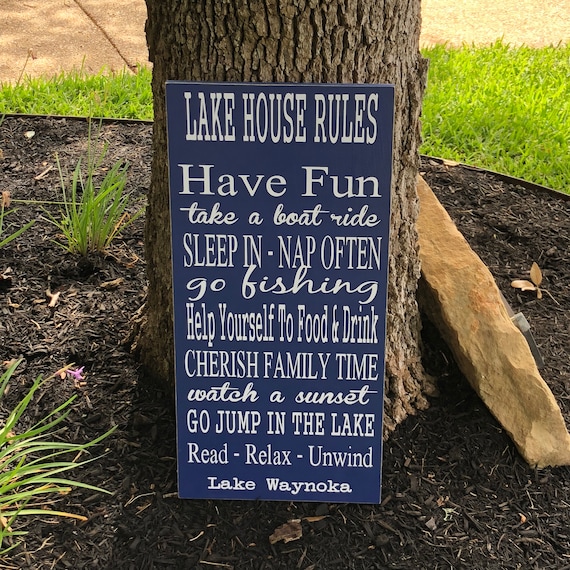 LAKE HOUSE RULES
Have Fun
take a boat ride
SLEEP IN - NAP OFTEN
go fishing
Help Yourself To Food & Drink
CHERISH FAMILY TIME
watch a sunset
GO JUMP IN THE LAKE
Read - Relax - Unwind
Lake Waynoka